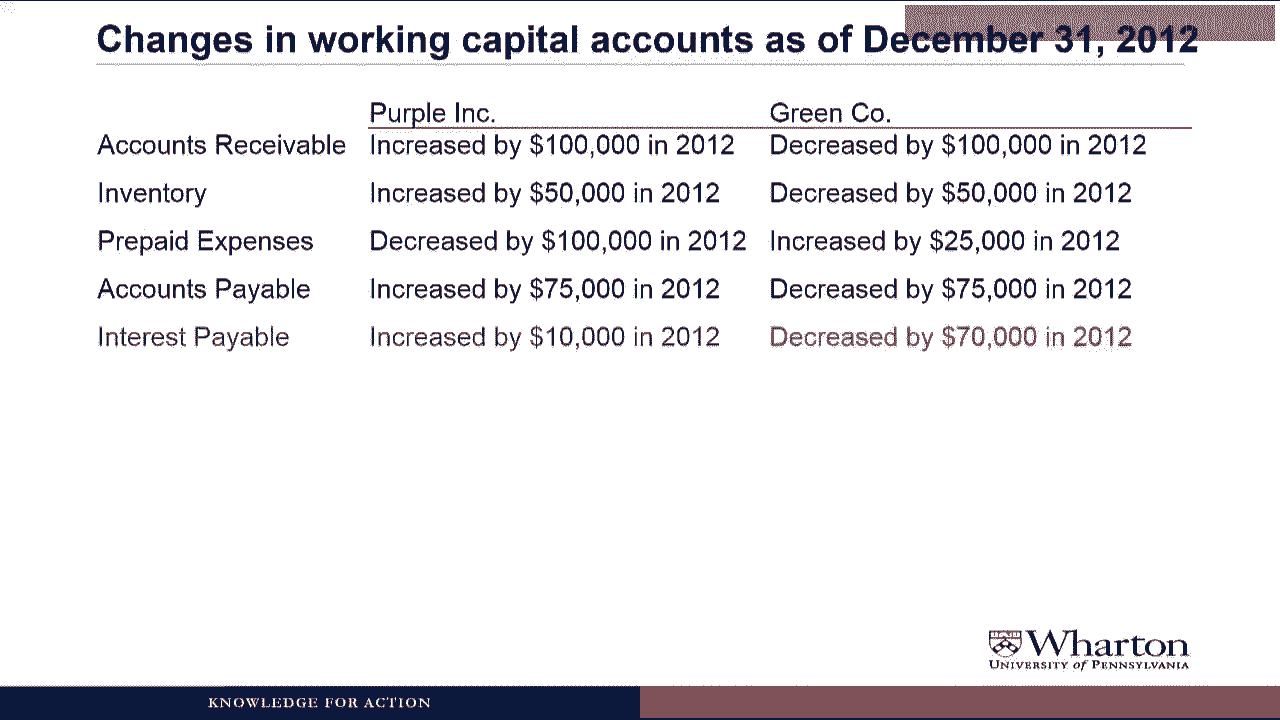 Changes in working capital accounts as of December 31, 2012
Purple Inc. Green Co.
Accounts Receivable Increased by $100,000 in 2012 Decreased by $100,000 in 2012
Inventory Increased by $50,000 in 2012 Decreased by $50,000 in 2012
Prepaid Expenses Decreased by $100,000 in 2012 Increased by $25,000 in 2012
Accounts Payable Increased by $75,000 in 2012 Decreased by $75,000 in 2012
Interest Payable Increased by $10,000 in 2012 Decreased by $70,000 in 2012
Wharton
UNIVERSITY of PENNSYLVANIA
KNOWLEDGE FOR ACTION